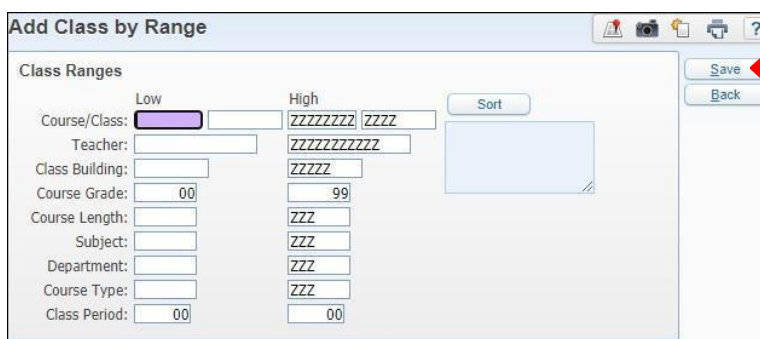 Add Class by Range ?
Class Ranges
Save
Back
Low High
Sort
Course/Class: ZZZZZZZZ ZZZZ
Teacher: ZZZZZZZZZZZ
Class Building: ZZZZZ
Course Grade: 00 99
Course Length: ZZZ
Subject: ZZZ
Department: ZZZ
Course Type: ZZZ
Class Period: 00 00